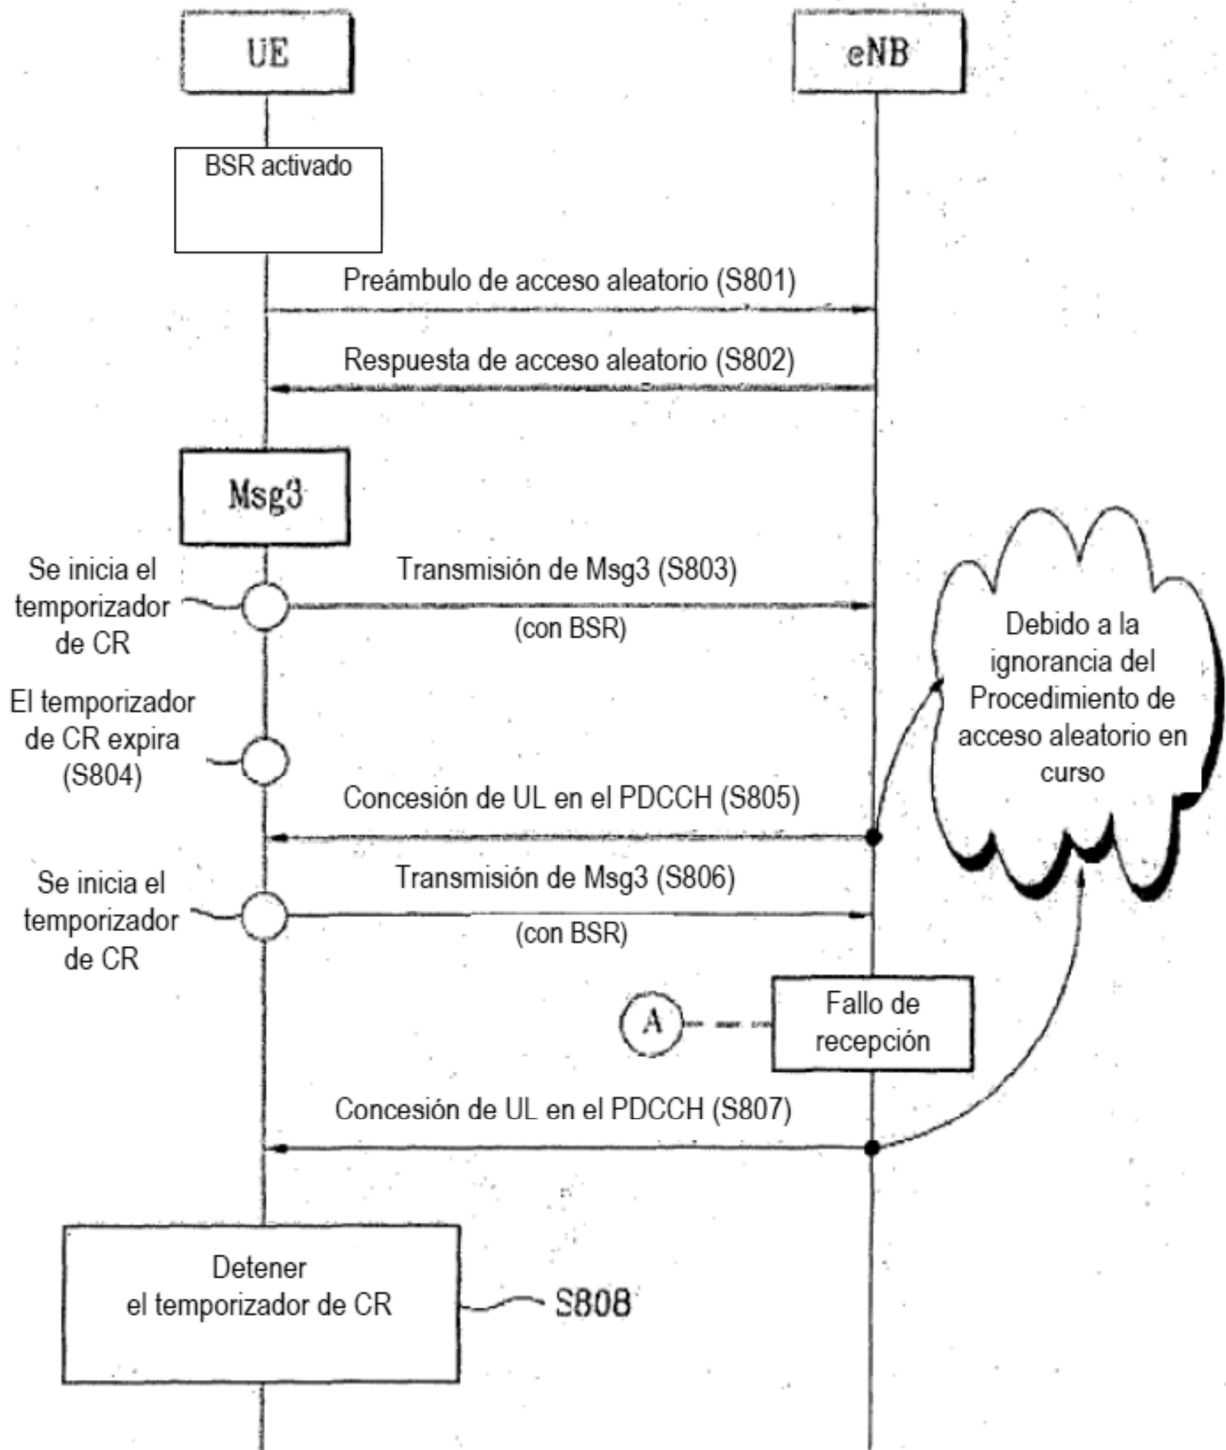 UE
eNB
BSR activado
Preámbulo de acceso aleatorio (S801)
Respuesta de acceso aleatorio (S802)
Msg3
Se inicia el
temporizador
de CR
Transmisión de Msg3 (S803)
(con BSR)
Debido a la
ignorancia del
Procedimiento de
acceso aleatorio en
curso
El temporizador
de CR expira
(S804)
Concesión de UL en el PDCCH (S805)
Se inicia el
temporizador
de CR
Transmisión de Msg3 (S806)
(con BSR)
A
Fallo de
recepción
Concesión de UL en el PDCCH (S807)
Detener
el temporizador de CR
S808